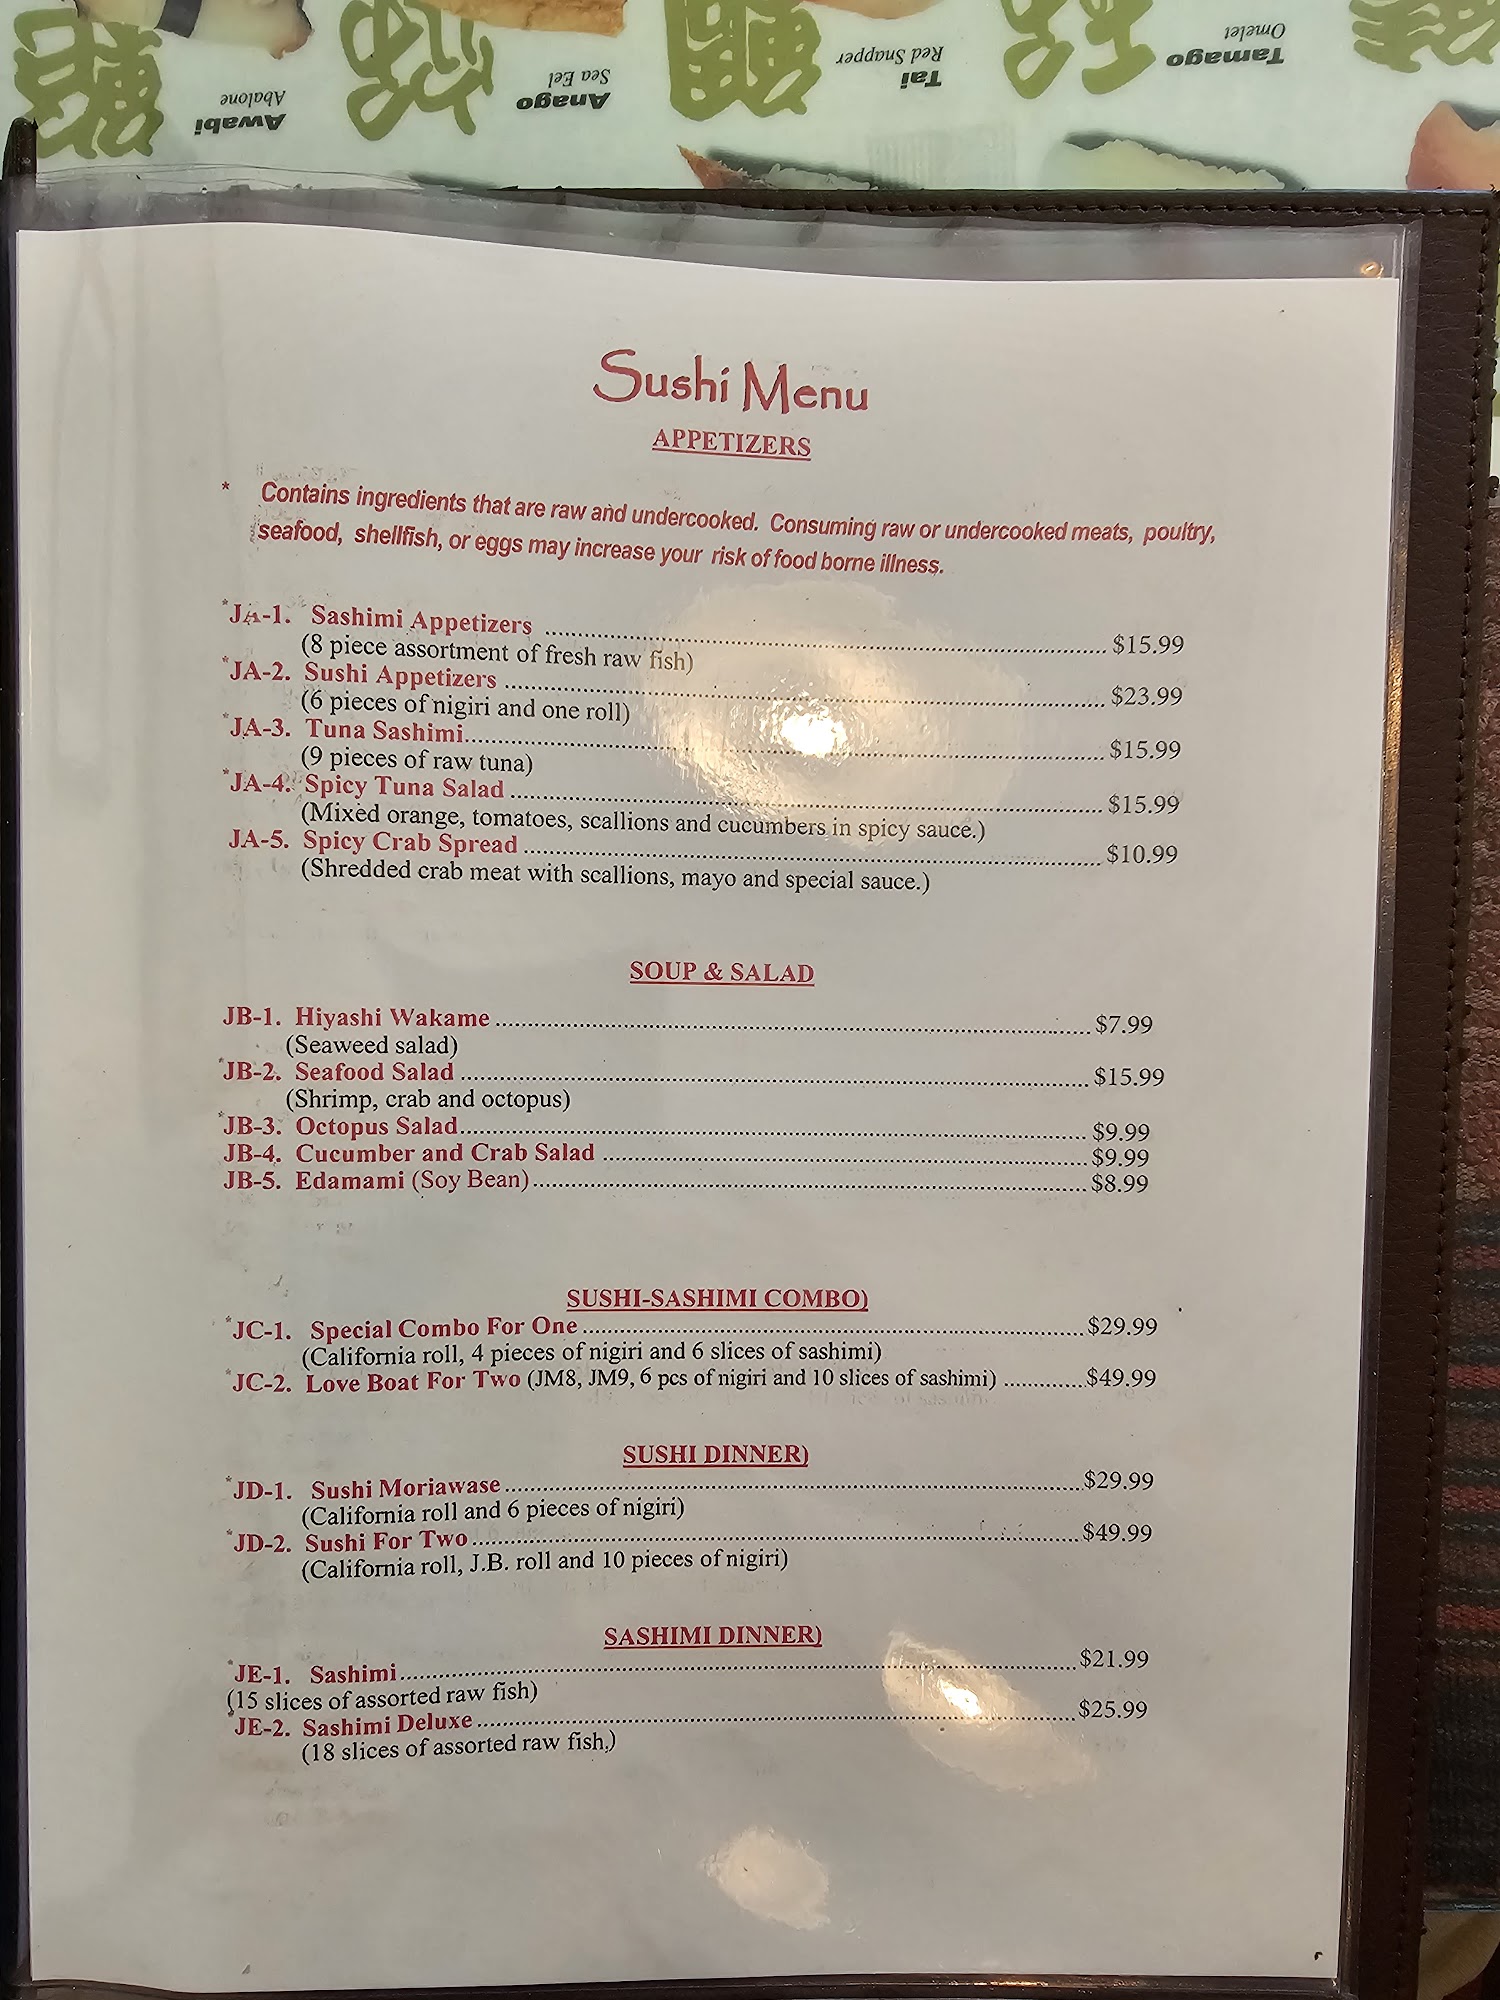 Awabi
Abalone
Anago
Sea Eel
Tai
Red Snapper
Tamago
Omelet
Sushi Menu
APPETIZERS
* Contains ingredients that are raw and undercooked. Consuming raw or undercooked meats, poultry,
seafood, shellfish, or eggs may increase your risk of food borne illness.
*JA-1. Sashimi Appetizers ........ $15.99
(8 piece assortment of fresh raw fish)
*JA-2. Sushi Appetizers ........ $23.99
(6 pieces of nigiri and one roll)
*JA-3. Tuna Sashimi........ $15.99
(9 pieces of raw tuna)
*JA-4. Spicy Tuna Salad ........ $15.99
(Mixed orange, tomatoes, scallions and cucumbers in spicy sauce.)
JA-5. Spicy Crab Spread ........ $10.99
(Shredded crab meat with scallions, mayo and special sauce.)
SOUP & SALAD
JB-1. Hiyashi Wakame ........ $7.99
(Seaweed salad)
*JB-2. Seafood Salad ........ $15.99
(Shrimp, crab and octopus)
*JB-3. Octopus Salad........ $9.99
JB-4. Cucumber and Crab Salad ........ $9.99
JB-5. Edamami (Soy Bean)........ $8.99
SUSHI-SASHIMI COMBO)
*JC-1. Special Combo For One ........ $29.99
(California roll, 4 pieces of nigiri and 6 slices of sashimi)
*JC-2. Love Boat For Two (JM8, JM9, 6 pcs of nigiri and 10 slices of sashimi) ........ $49.99
SUSHI DINNER)
*JD-1. Sushi Moriawase ........ $29.99
(California roll and 6 pieces of nigiri)
*JD-2. Sushi For Two ........ $49.99
(California roll, J.B. roll and 10 pieces of nigiri)
SASHIMI DINNER)
*JE-1. Sashimi........ $21.99
(15 slices of assorted raw fish)
*JE-2. Sashimi Deluxe ........ $25.99
(18 slices of assorted raw fish,)